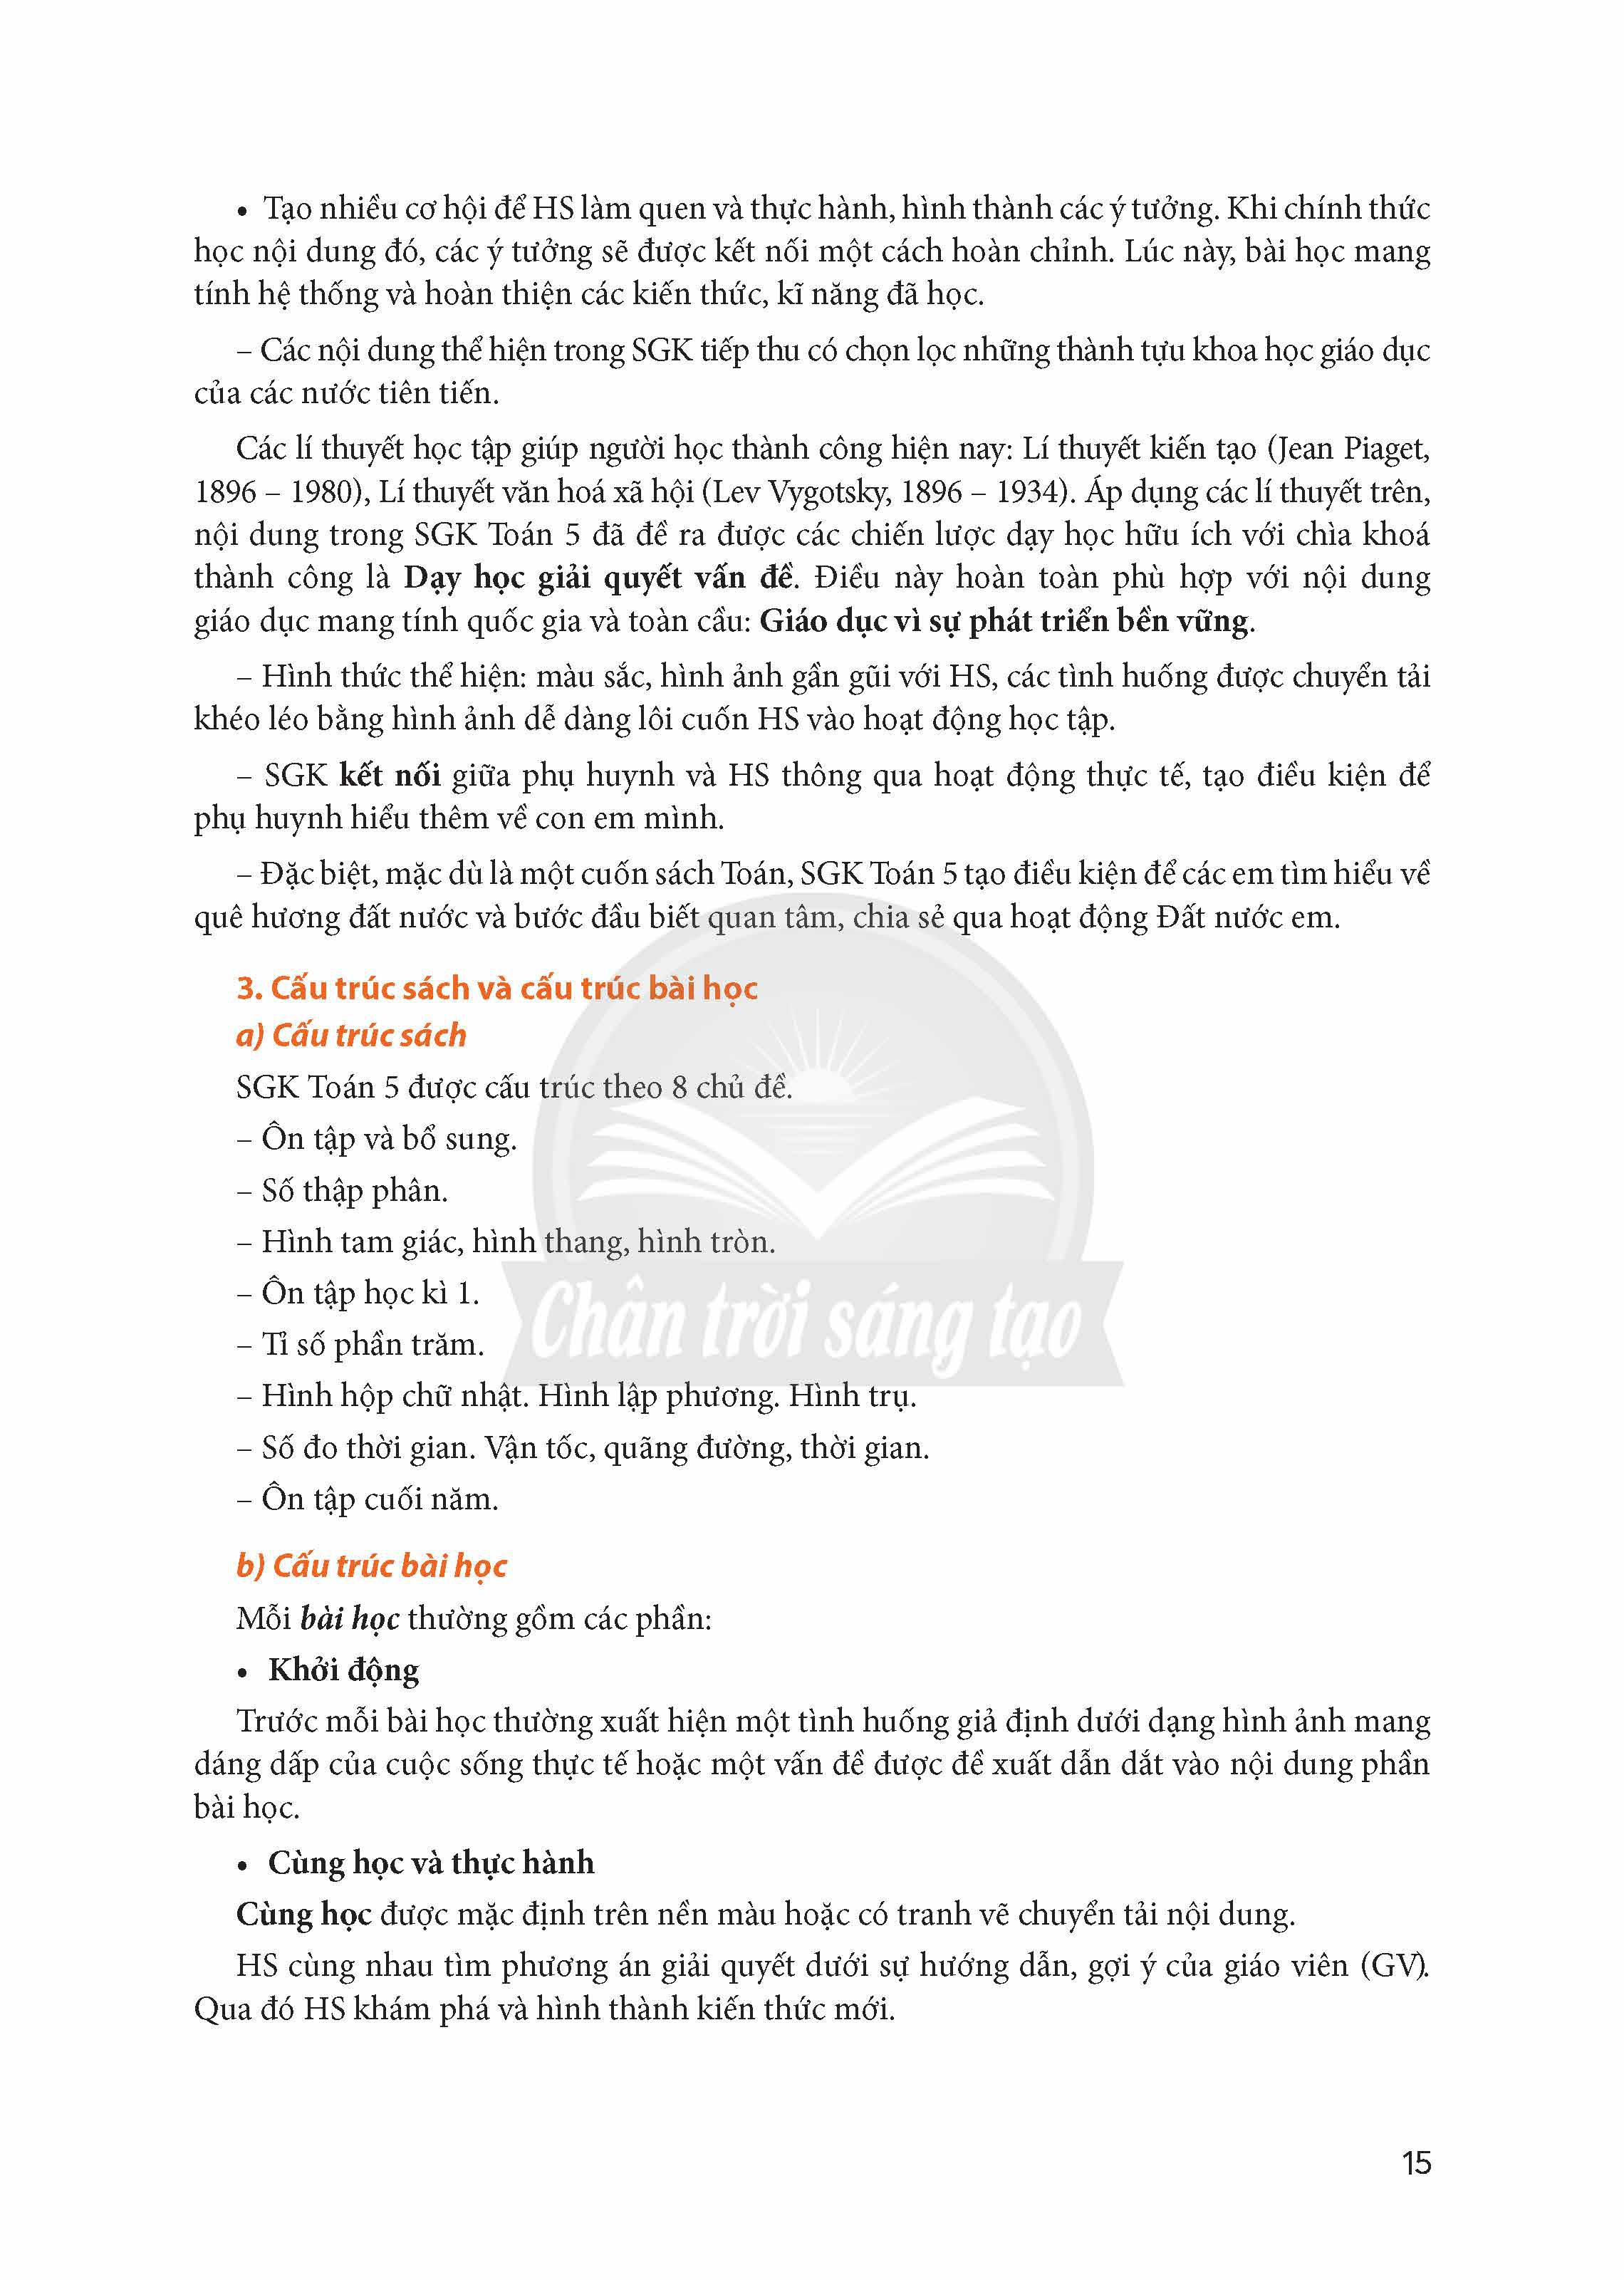 • Tạo nhiều cơ hội để HS làm quen và thực hành, hình thành các ý tưởng. Khi chính thức
học nội dung đó, các ý tưởng sẽ được kết nối một cách hoàn chỉnh. Lúc này, bài học mang
tính hệ thống và hoàn thiện các kiến thức, kĩ năng đã học.
– Các nội dung thể hiện trong SGK tiếp thu có chọn lọc những thành tựu khoa học giáo dục
của các nước tiên tiến.
Các lí thuyết học tập giúp người học thành công hiện nay: Lí thuyết kiến tạo (Jean Piaget,
1896 – 1980), Lí thuyết văn hoá xã hội (Lev Vygotsky, 1896 – 1934). Áp dụng các lí thuyết trên,
nội dung trong SGK Toán 5 đã đề ra được các chiến lược dạy học hữu ích với chìa khoá
thành công là Dạy học giải quyết vấn đề. Điều này hoàn toàn phù hợp với nội dung
giáo dục mang tính quốc gia và toàn cầu: Giáo dục vì sự phát triển bền vững.
– Hình thức thể hiện: màu sắc, hình ảnh gần gũi với HS, các tình huống được chuyển tải
khéo léo bằng hình ảnh dễ dàng lôi cuốn HS vào hoạt động học tập.
– SGK kết nối giữa phụ huynh và HS thông qua hoạt động thực tế, tạo điều kiện để
phụ huynh hiểu thêm về con em mình.
– Đặc biệt, mặc dù là một cuốn sách Toán, SGK Toán 5 tạo điều kiện để các em tìm hiểu về
quê hương đất nước và bước đầu biết quan tâm, chia sẻ qua hoạt động Đất nước em.
3. Cấu trúc sách và cấu trúc bài học
a) Cấu trúc sách
SGK Toán 5 được cấu trúc theo 8 chủ đề.
– Ôn tập và bổ sung.
– Số thập phân.
– Hình tam giác, hình thang, hình tròn.
– Ôn tập học kì 1.
– Tỉ số phần trăm.
Chân trời sáng tạo
– Hình hộp chữ nhật. Hình lập phương. Hình trụ.
– Số đo thời gian. Vận tốc, quãng đường, thời gian.
– Ôn tập cuối năm.
b) Cấu trúc bài học
Mỗi bài học thường gồm các phần:
• Khởi động
Trước mỗi bài học thường xuất hiện một tình huống giả định dưới dạng hình ảnh mang
dáng dấp của cuộc sống thực tế hoặc một vấn đề được đề xuất dẫn dắt vào nội dung phần
bài học.
• Cùng học và thực hành
Cùng học được mặc định trên nền màu hoặc có tranh vẽ chuyển tải nội dung.
HS cùng nhau tìm phương án giải quyết dưới sự hướng dẫn, gợi ý của giáo viên (GV).
Qua đó HS khám phá và hình thành kiến thức mới.
15